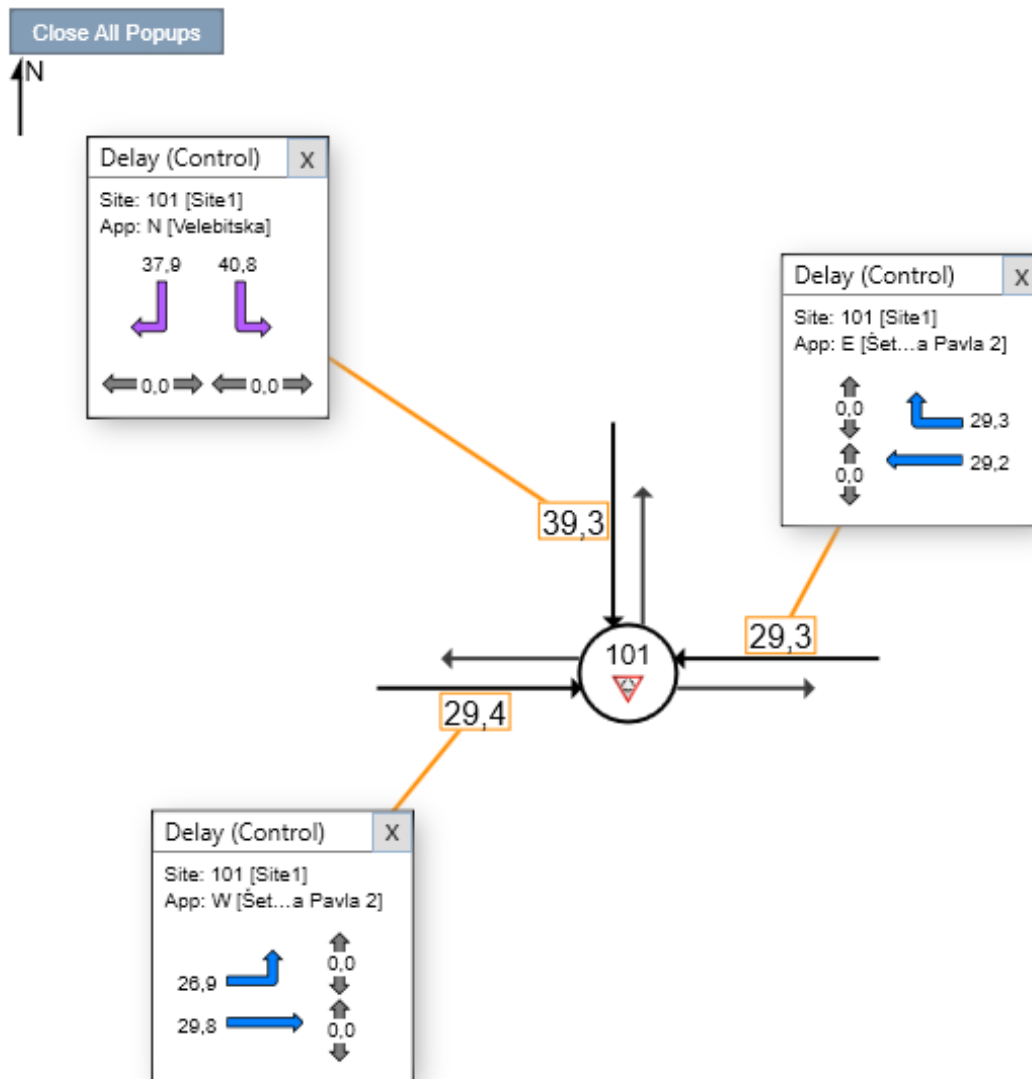 Close All Popups
N
Delay (Control) X
Site: 101 [Site1]
App: N [Velebitska]
37,9 40,8
0,0 0,0
Delay (Control) X
Site: 101 [Site1]
App: E [Šet...a Pavla 2]
0,0 29,3
0,0 29,2
39,3
29,3
101
29,4
Delay (Control) X
Site: 101 [Site1]
App: W [Šet...a Pavla 2]
26,9 0,0
29,8 0,0